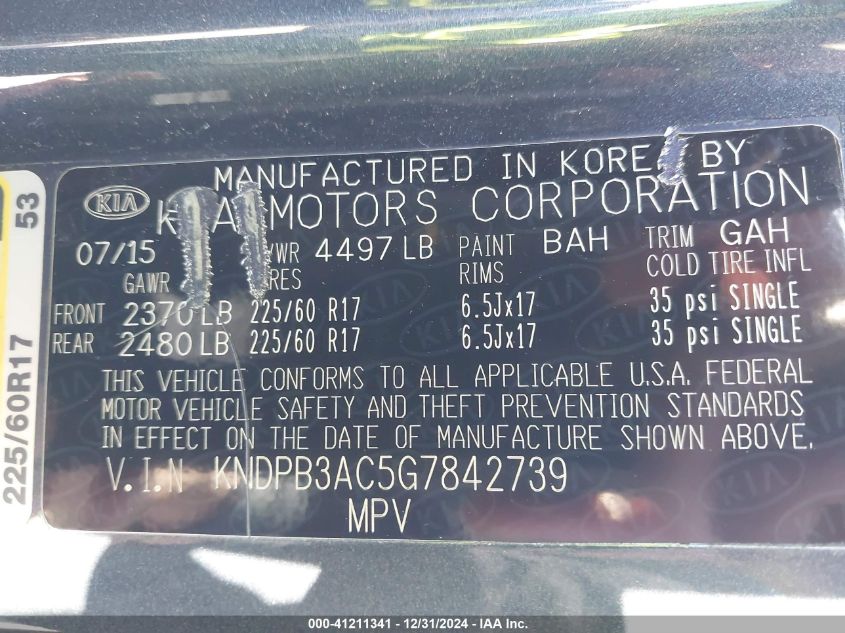 MANUFACTURED IN KORE BY
KIA MOTORS CORPORATION
07/15 4497 LB PAINT BAH TRIM GAH
GAWR RIMS COLD TIRE INFL
FRONT 2370 LB 225/60 R17 6.5Jx17 35 psi SINGLE
REAR 2480 LB 225/60 R17 6.5Jx17 35 psi SINGLE
THIS VEHICLE CONFORMS TO ALL APPLICABLE U.S.A. FEDERAL
MOTOR VEHICLE SAFETY AND THEFT PREVENTION STANDARDS
IN EFFECT ON THE DATE OF MANUFACTURE SHOWN ABOVE.
V.I.N KNDPB3AC5G7842739
MPV
KIA
225/60R17 53
000-41211341 / 12/31/2024 - IAA Inc.